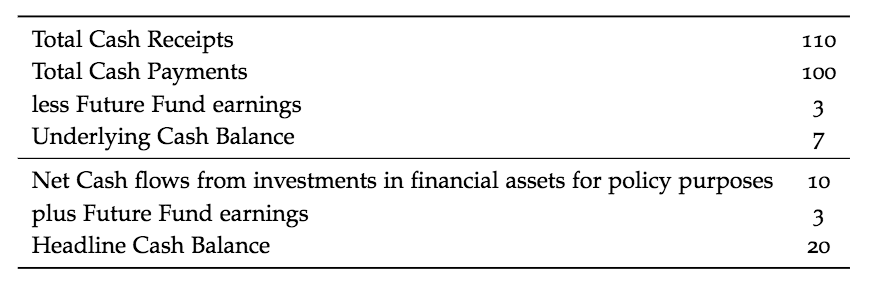 Total Cash Receipts 110
Total Cash Payments 100
less Future Fund earnings 3
Underlying Cash Balance 7
Net Cash flows from investments in financial assets for policy purposes 10
plus Future Fund earnings 3
Headline Cash Balance 20